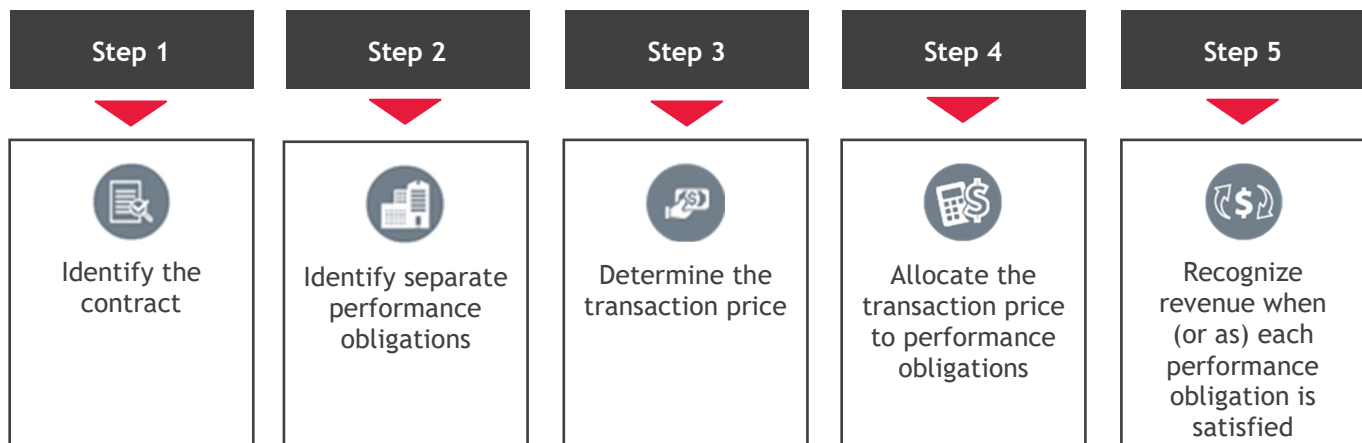 Step 1
Step 2
Step 3
Step 4
Step 5
Identify the
contract
Identify separate
performance
obligations
Determine the
transaction price
Allocate the
transaction price
to performance
obligations
Recognize
revenue when
(or as) each
performance
obligation is
satisfied